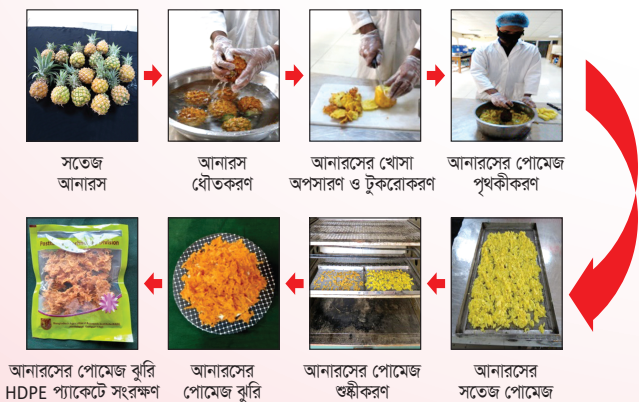 সতেজ
আনারস
আনারস
ধৌতকরণ
আনারসের খোসা
অপসারণ ও টুকরোকরণ
আনারসের পোমেজ
পৃথকীকরণ
আনারসের
সতেজ পোমেজ
আনারসের পোমেজ
শুষ্কীকরণ
আনারসের
পোমেজ ঝুরি
আনারসের পোমেজ ঝুরি
HDPE প্যাকেটে সংরক্ষণ